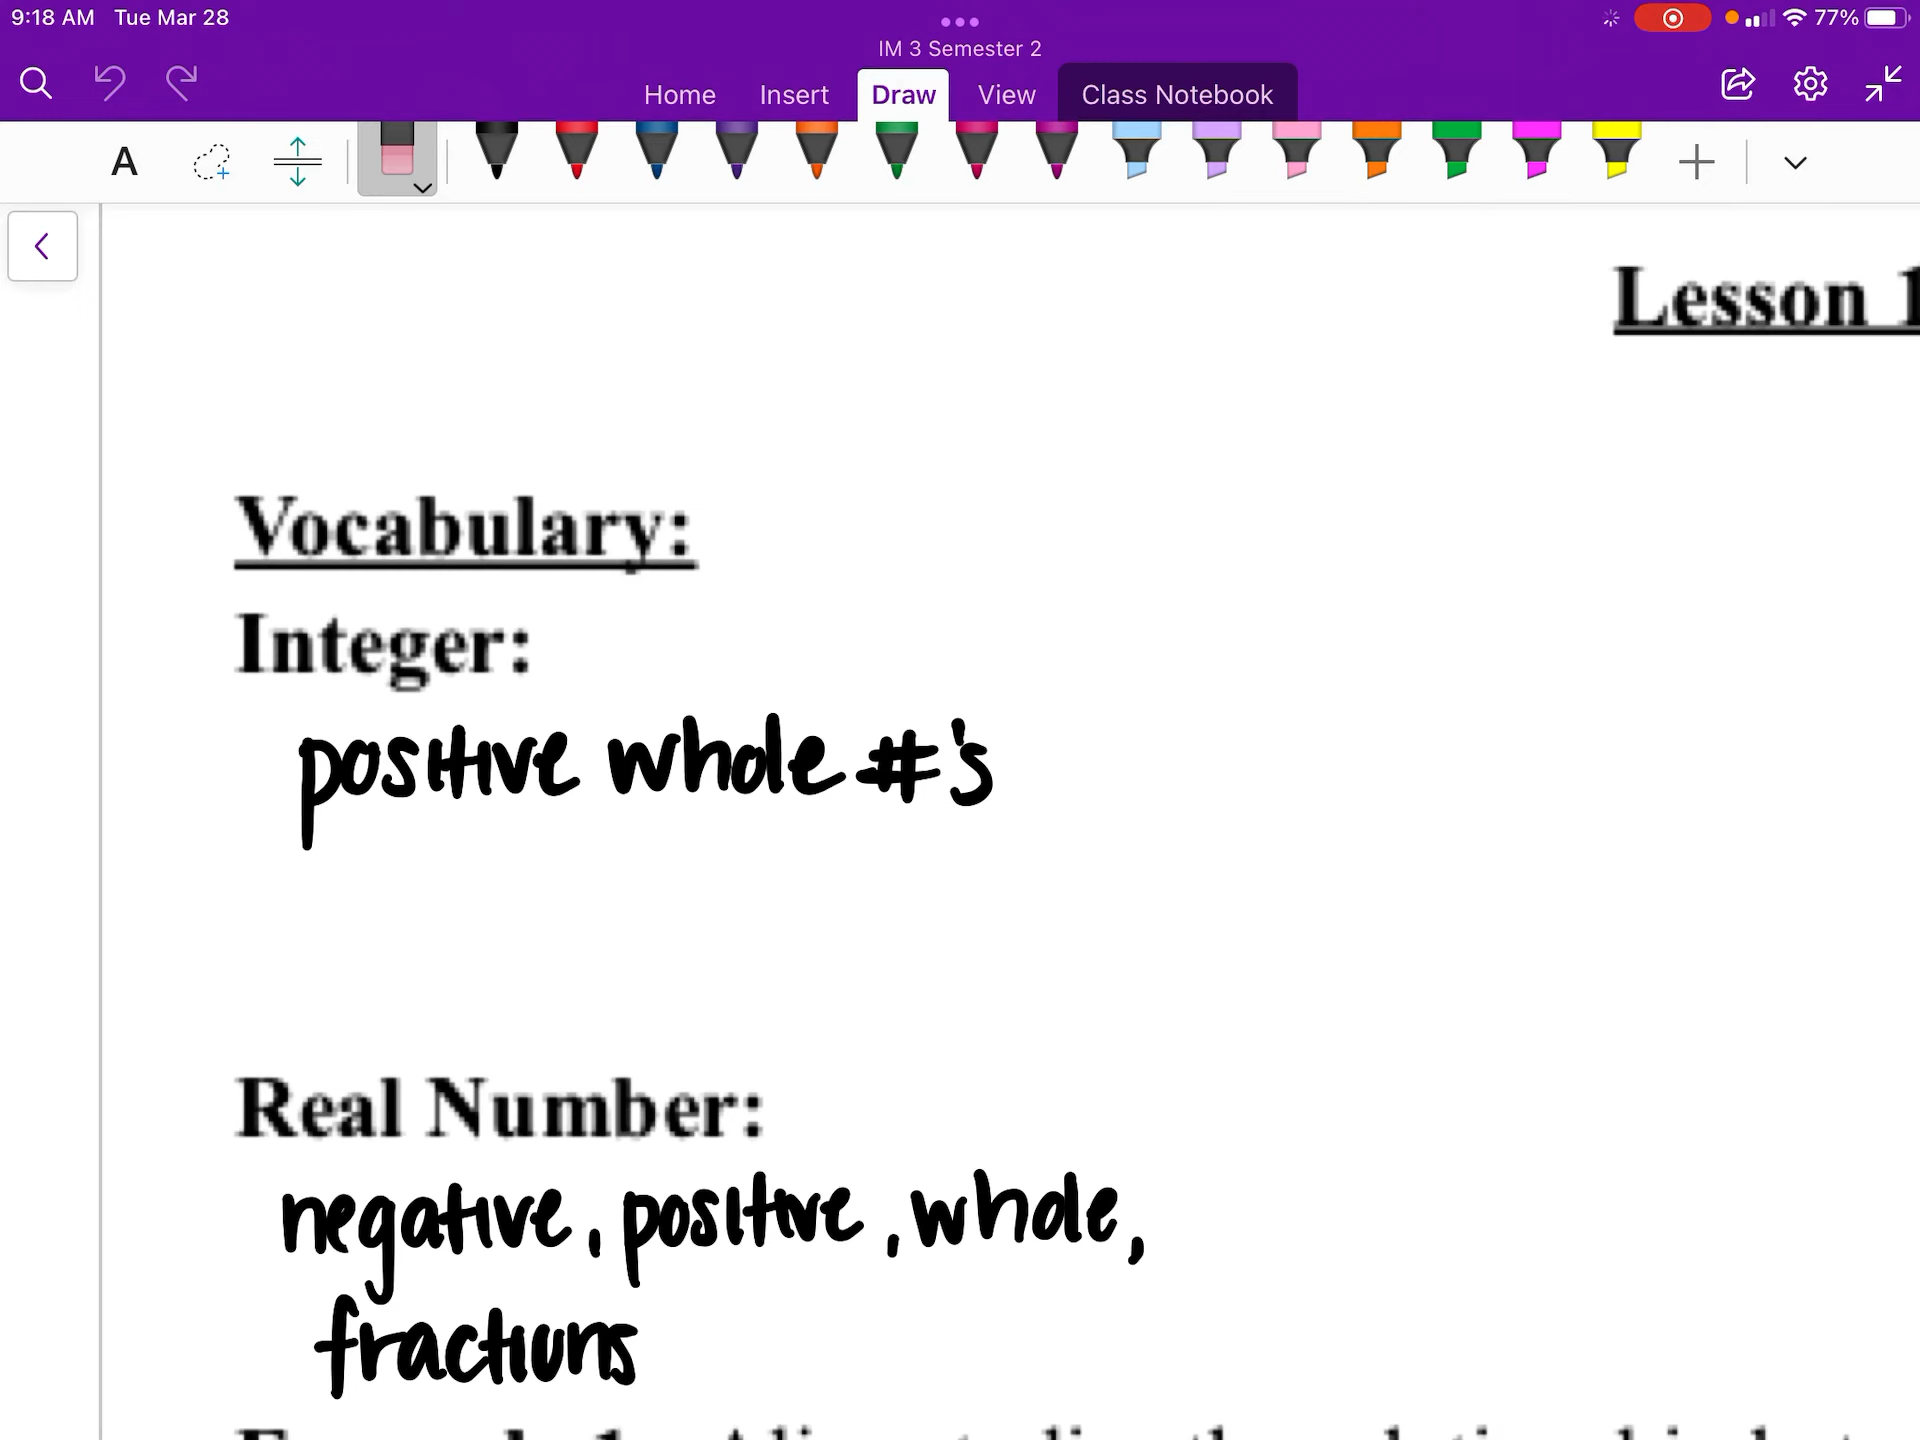 9:18 AM Tue Mar 28
77%
IM 3 Semester 2
Home Insert Draw View Class Notebook
A
Lesson 1
Vocabulary:
Integer:
positive whole #'s
Real Number:
negative, positive, whole,
fractions